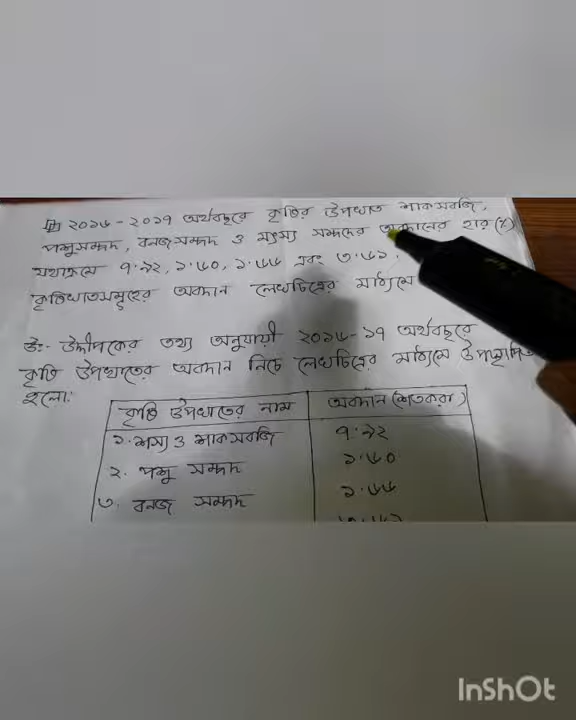 ২০১৬-২০১৭ অর্থবছরে কৃষির উপখাত শাকসবজি,
পশুসম্পদ, বনজসম্পদ ও মৎস্য সম্পদের অবদানের হার(%)
যথাক্রমে ৭.৯২, ১.৬০, ১.৬৬ এবং ৩.৬১,
কৃষিখাতসমূহের অবদান লেখচিত্রের মাধ্যমে
উঃ- উদ্দীপকের তথ্য অনুযায়ী ২০১৬-১৭ অর্থবছরে
কৃষি উপখাতের অবদান নিচে লেখচিত্রের মাধ্যমে উপস্থাপিত
হলো:
কৃষি উপখাতের নাম অবদান (শতকরা)
১. শস্য ও শাকসবজি ৭.৯২
২. পশু সম্পদ ১.৬০
৩. বনজ সম্পদ ১.৬৬
InShOt